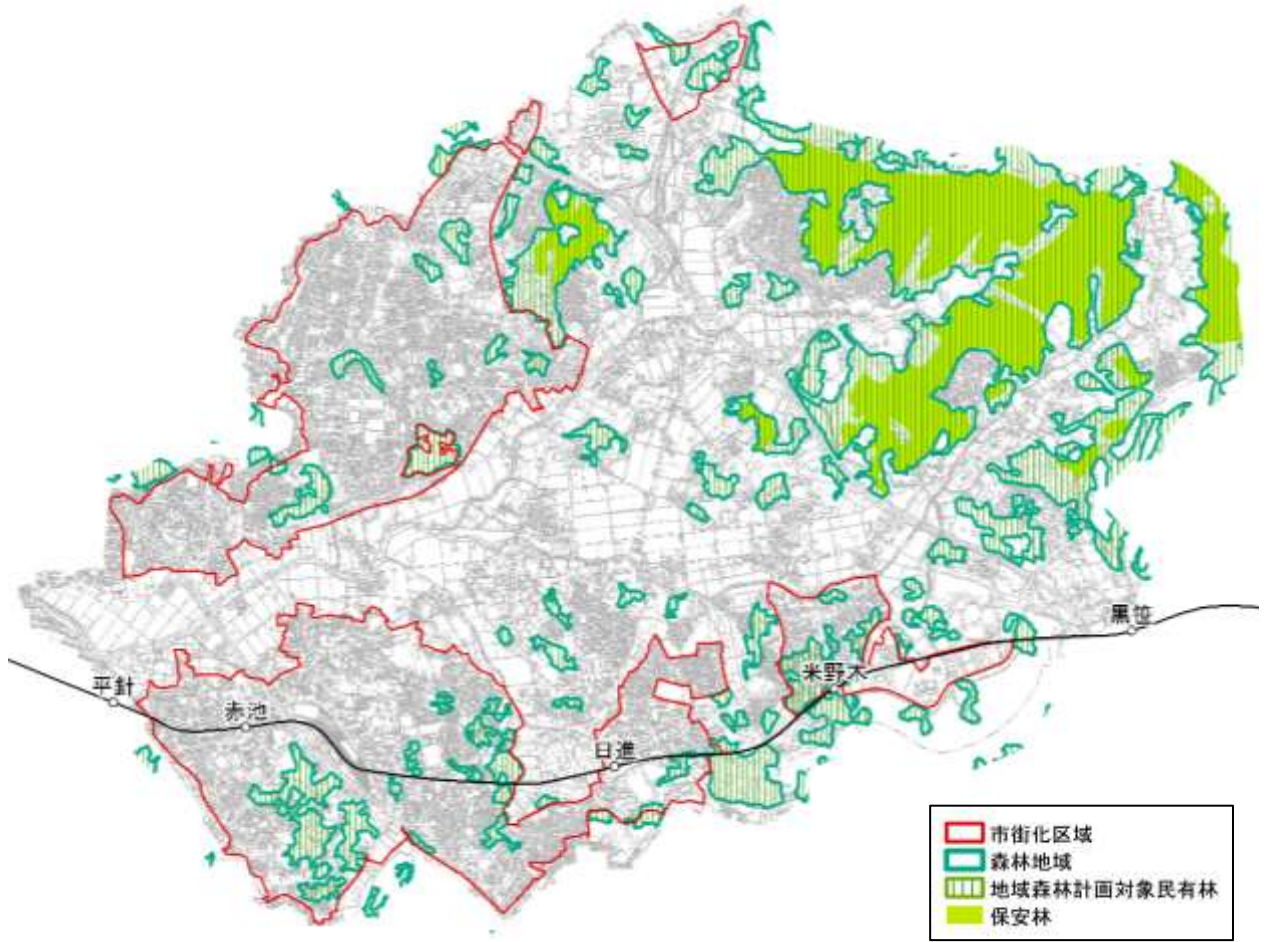 黒笹
米野木
平針
赤池
日進
市街化区域
森林地域
地域森林計画対象民有林
保安林